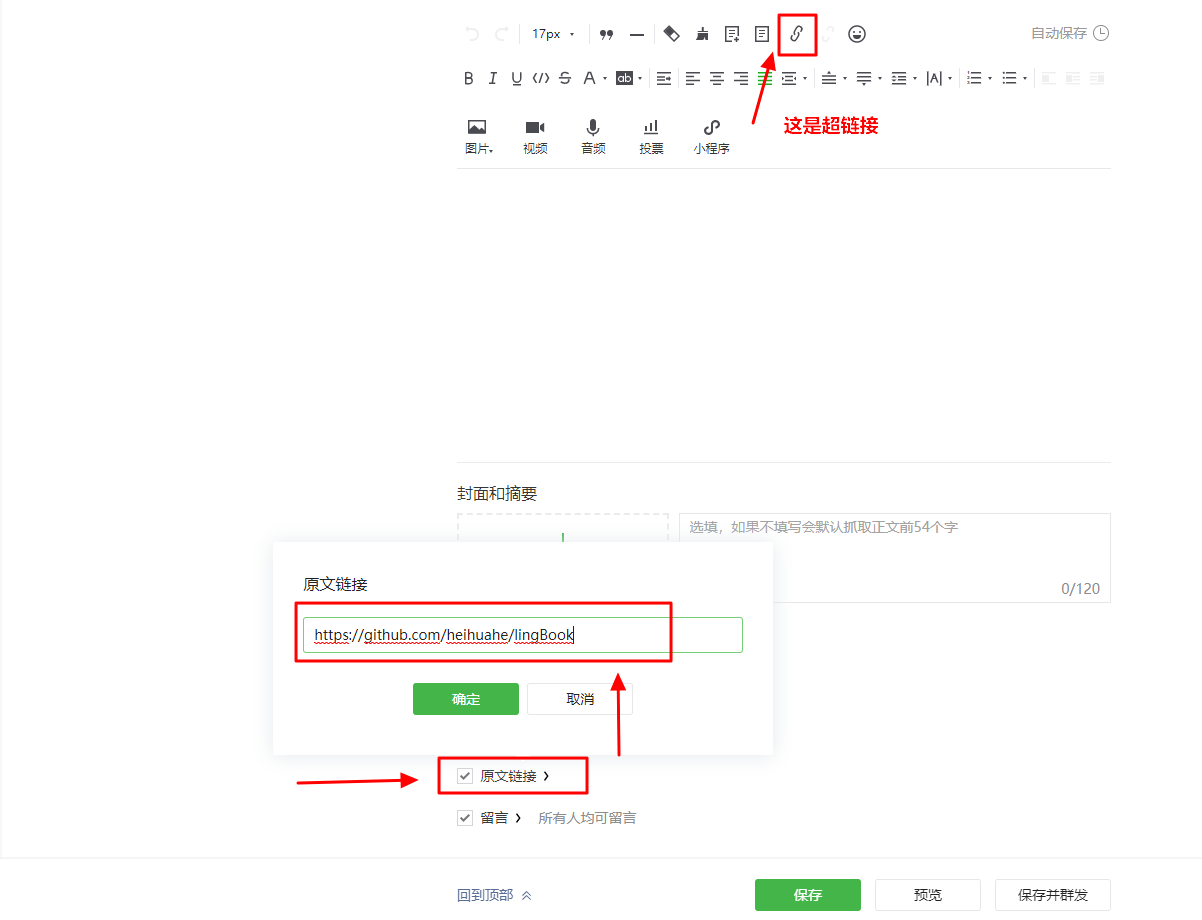 17px
自动保存
图片
视频
音频
投票
小程序
这是超链接
封面和摘要
选填，如果不填写会默认抓取正文前54个字
0/120
原文链接
https://github.com/heihuahe/lingBook
确定
取消
原文链接
留言
所有人均可留言
回到顶部
保存
预览
保存并群发